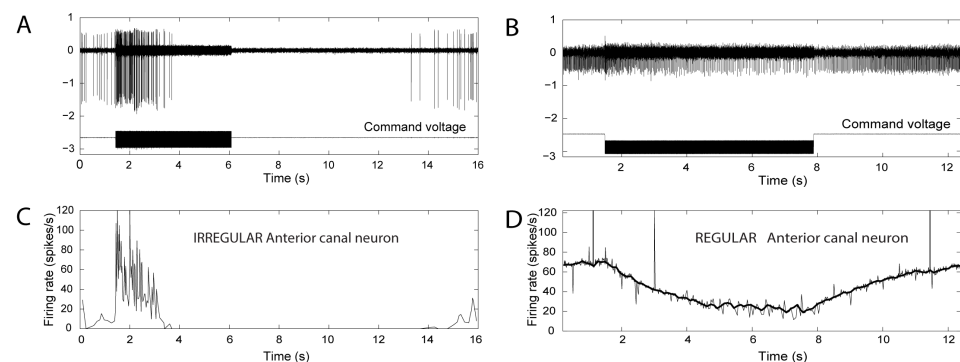 A
1
0
−1
−2
−3
Command voltage
0 2 4 6 8 10 12 14 16
Time (s)
B
1
0
−1
−2
−3
Command voltage
2 4 6 8 10 12
Time (s)
C
Firing rate (spikes/s)
120
100
80
60
40
20
0
IRREGULAR Anterior canal neuron
0 2 4 6 8 10 12 14 16
Time (s)
D
Firing rate (spikes/s)
120
100
80
60
40
20
0
REGULAR Anterior canal neuron
2 4 6 8 10 12
Time (s)